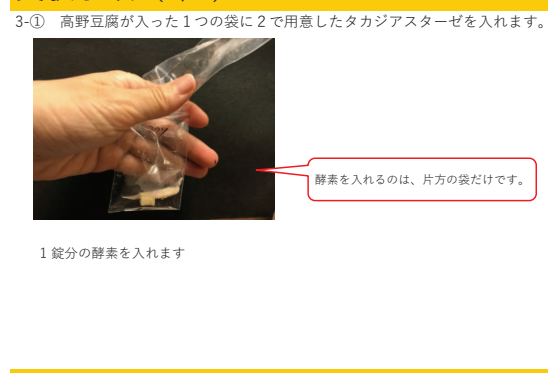 3-① 高野豆腐が入った1つの袋に2で用意したタカジアスターゼを入れます。
酵素を入れるのは、片方の袋だけです。
1錠分の酵素を入れます